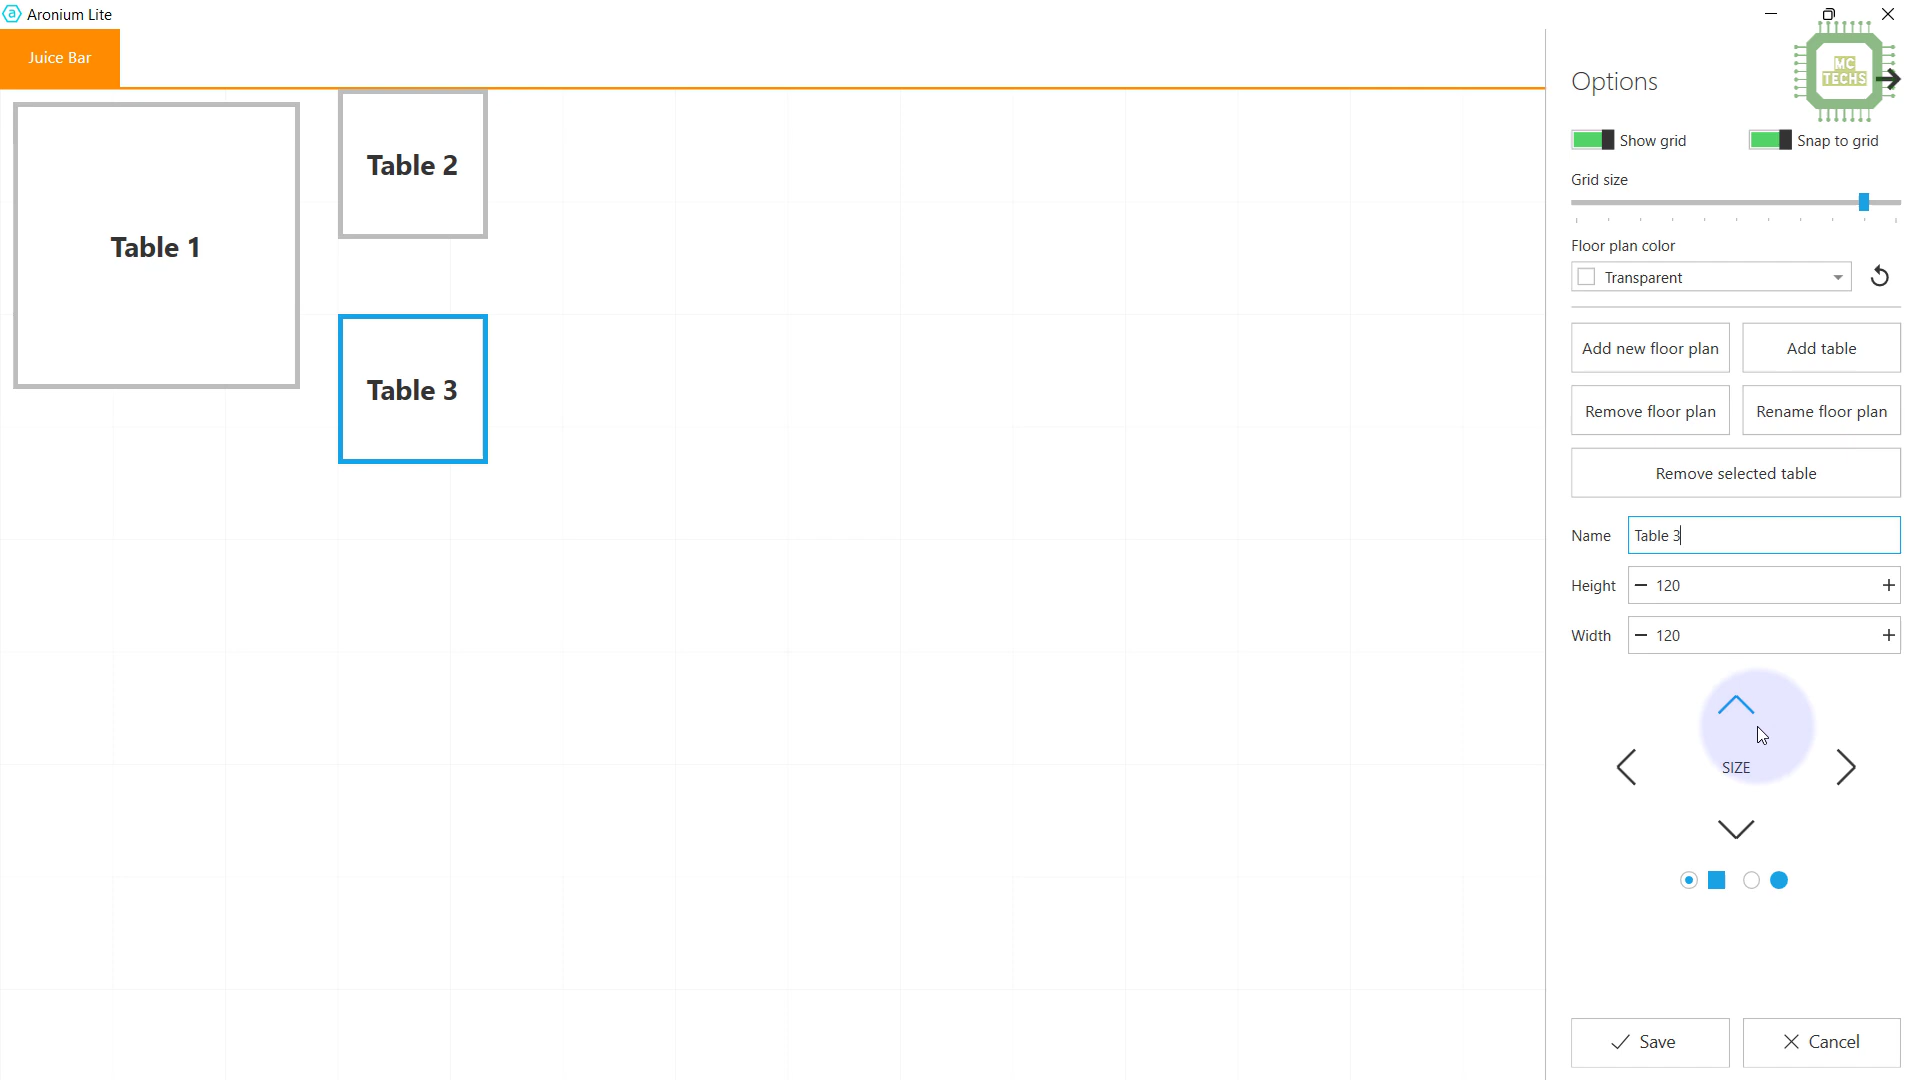 Aronium Lite
Juice Bar
Table 1
Table 2
Table 3
MC
TECHS
Options
Show grid
Snap to grid
Grid size
Floor plan color
Transparent
Add new floor plan
Add table
Remove floor plan
Rename floor plan
Remove selected table
Name Table 3
Height 120
Width 120
SIZE
Save
Cancel